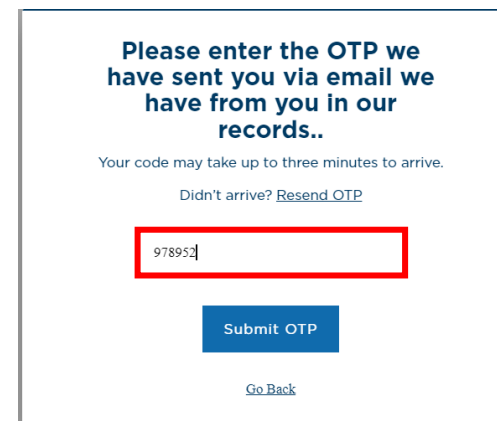 Please enter the OTP we
have sent you via email we
have from you in our
records..
Your code may take up to three minutes to arrive.
Didn't arrive? Resend OTP
978952
Submit OTP
Go Back